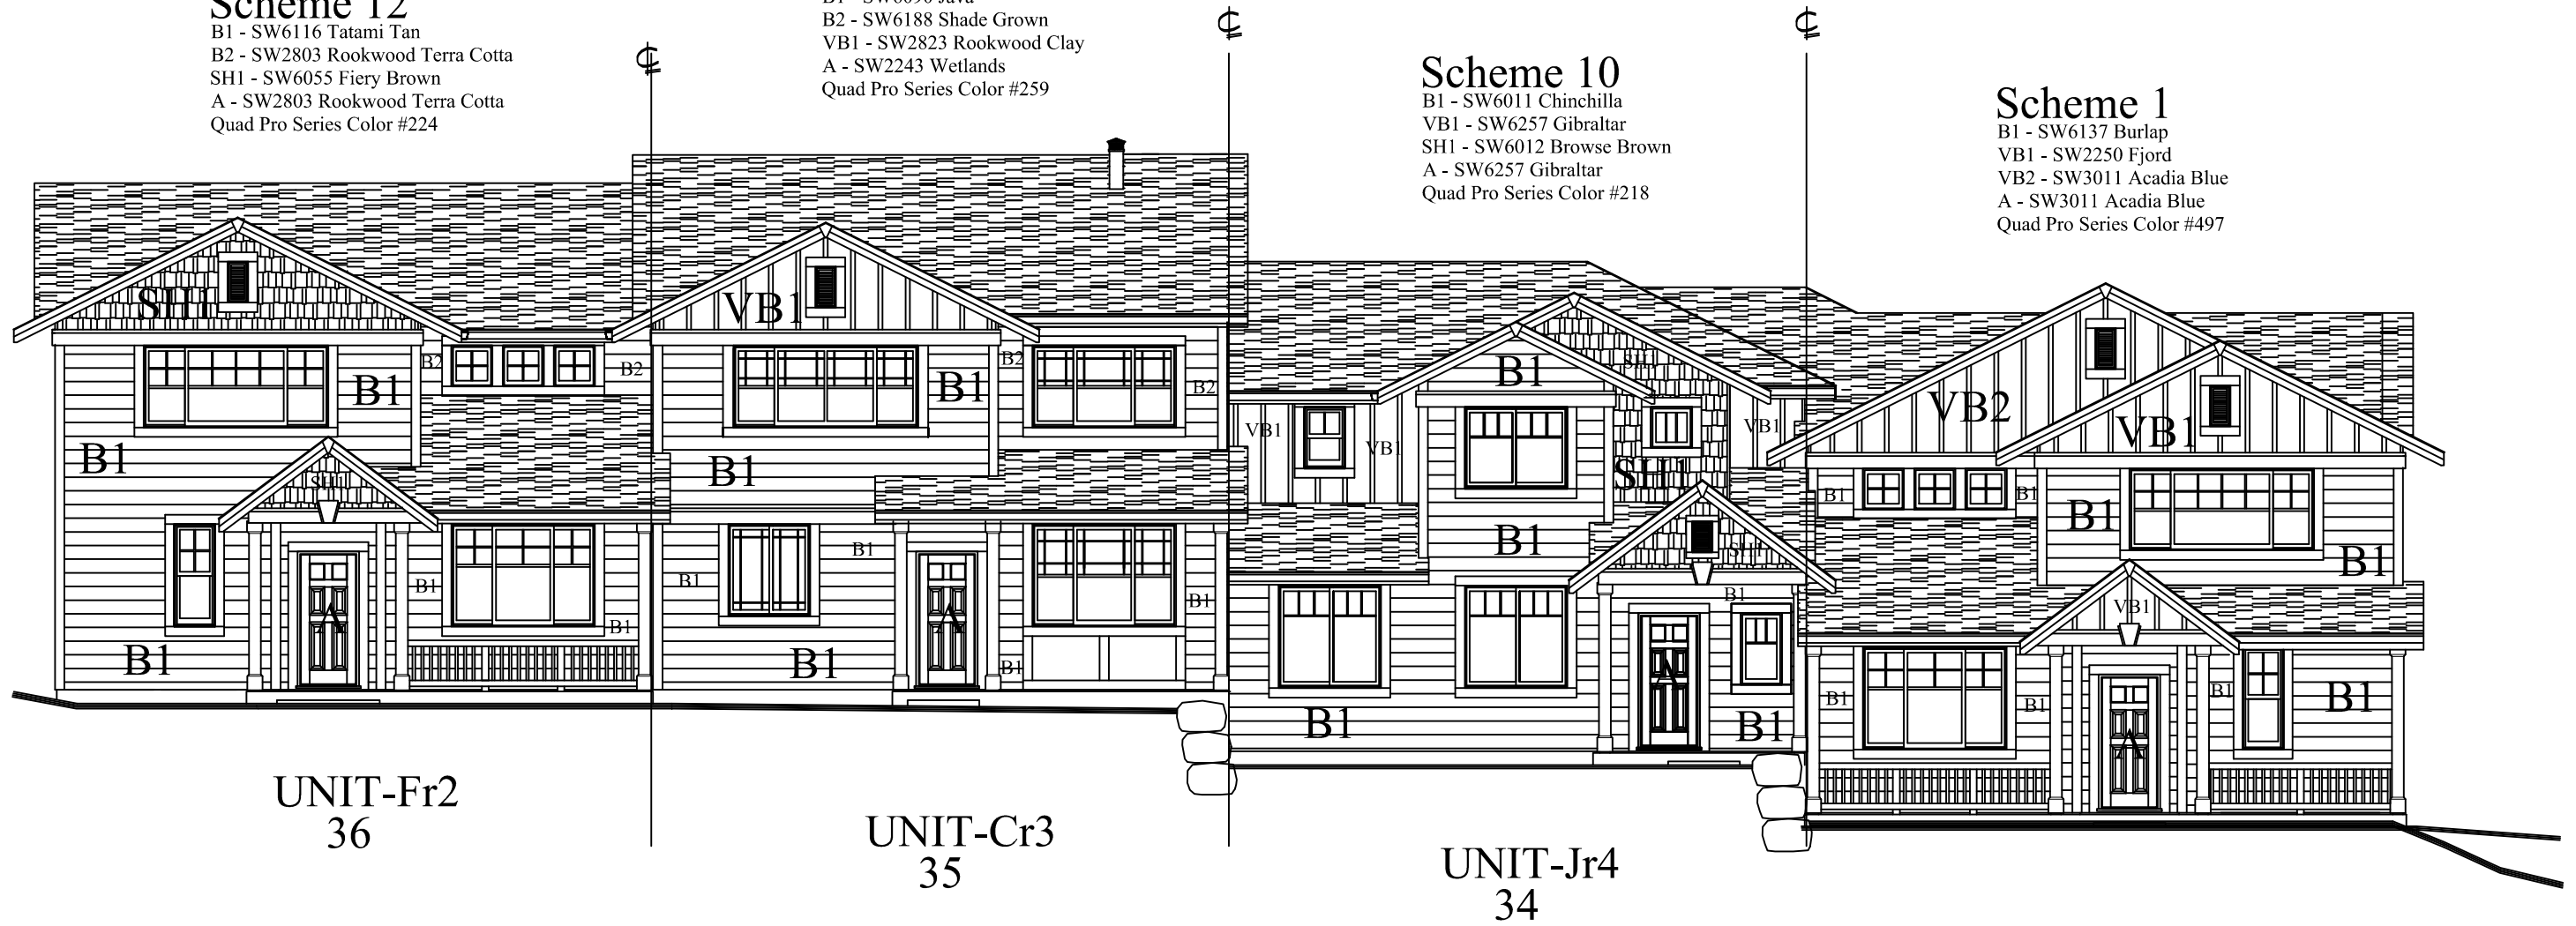 Scheme 12
B1 - SW6116 Tatami Tan
B2 - SW2803 Rookwood Terra Cotta
SH1 - SW6055 Fiery Brown
A - SW2803 Rookwood Terra Cotta
Quad Pro Series Color #224
B1 - SW6090 Java
B2 - SW6188 Shade Grown
VB1 - SW2823 Rookwood Clay
A - SW2243 Wetlands
Quad Pro Series Color #259
Scheme 10
B1 - SW6011 Chinchilla
VB1 - SW6257 Gibraltar
SH1 - SW6012 Browse Brown
A - SW6257 Gibraltar
Quad Pro Series Color #218
Scheme 1
B1 - SW6137 Burlap
VB1 - SW2250 Fjord
VB2 - SW3011 Acadia Blue
A - SW3011 Acadia Blue
Quad Pro Series Color #497
SH1
B2
B2
B1
B1
SH1
B1
A
B1
B1
VB1
B2
B1
B2
B1
B1
B1
B1
A
B1
B1
B1
SH1
VB1
VB1
VB1
SH1
B1
SH1
B1
A
B1
B1
VB2
VB1
B1
B1
B1
B1
VB1
B1
B1
B1
B1
A
UNIT-Fr2
36
UNIT-Cr3
35
UNIT-Jr4
34